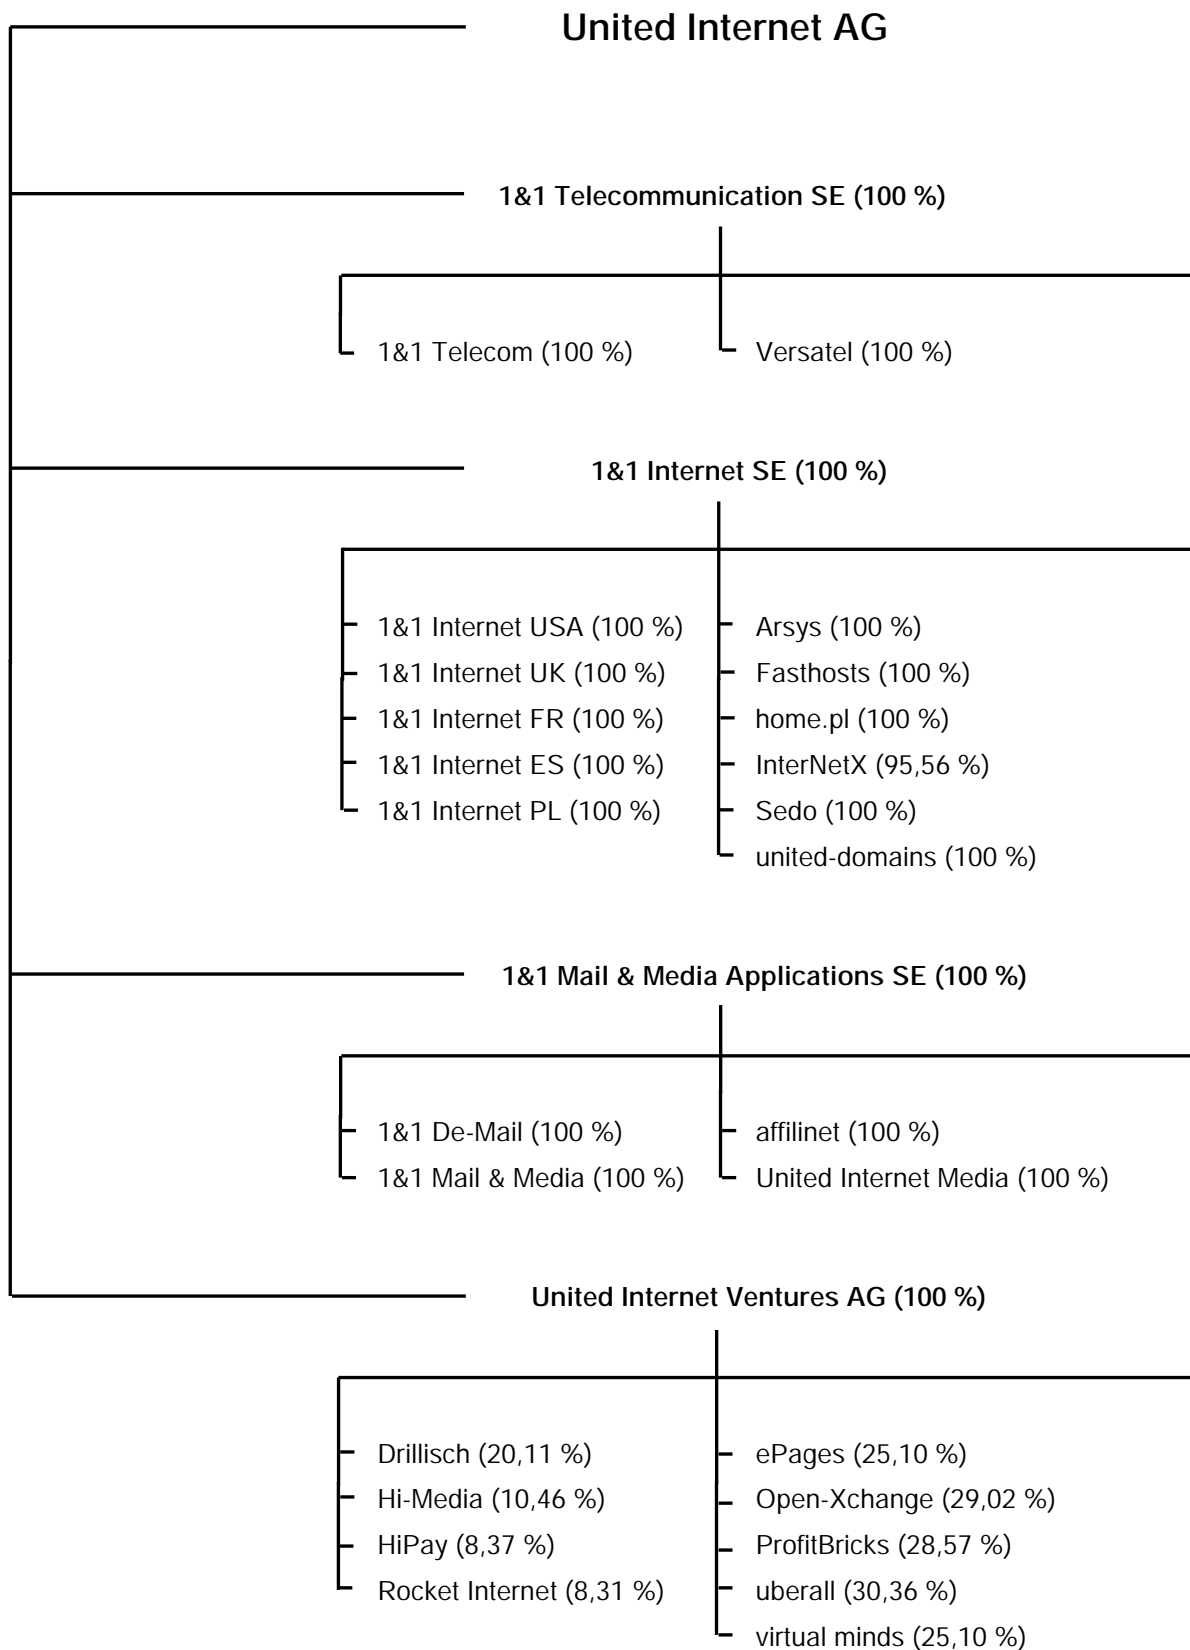 United Internet AG
1&1 Telecommunication SE (100 %)
1&1 Telecom (100 %)
Versatel (100 %)
1&1 Internet SE (100 %)
1&1 Internet USA (100 %)
1&1 Internet UK (100 %)
1&1 Internet FR (100 %)
1&1 Internet ES (100 %)
1&1 Internet PL (100 %)
Arsys (100 %)
Fasthosts (100 %)
home.pl (100 %)
InterNetX (95,56 %)
Sedo (100 %)
united-domains (100 %)
1&1 Mail & Media Applications SE (100 %)
1&1 De-Mail (100 %)
1&1 Mail & Media (100 %)
affilinet (100 %)
United Internet Media (100 %)
United Internet Ventures AG (100 %)
Drillisch (20,11 %)
Hi-Media (10,46 %)
HiPay (8,37 %)
Rocket Internet (8,31 %)
ePages (25,10 %)
Open-Xchange (29,02 %)
ProfitBricks (28,57 %)
uberall (30,36 %)
virtual minds (25,10 %)